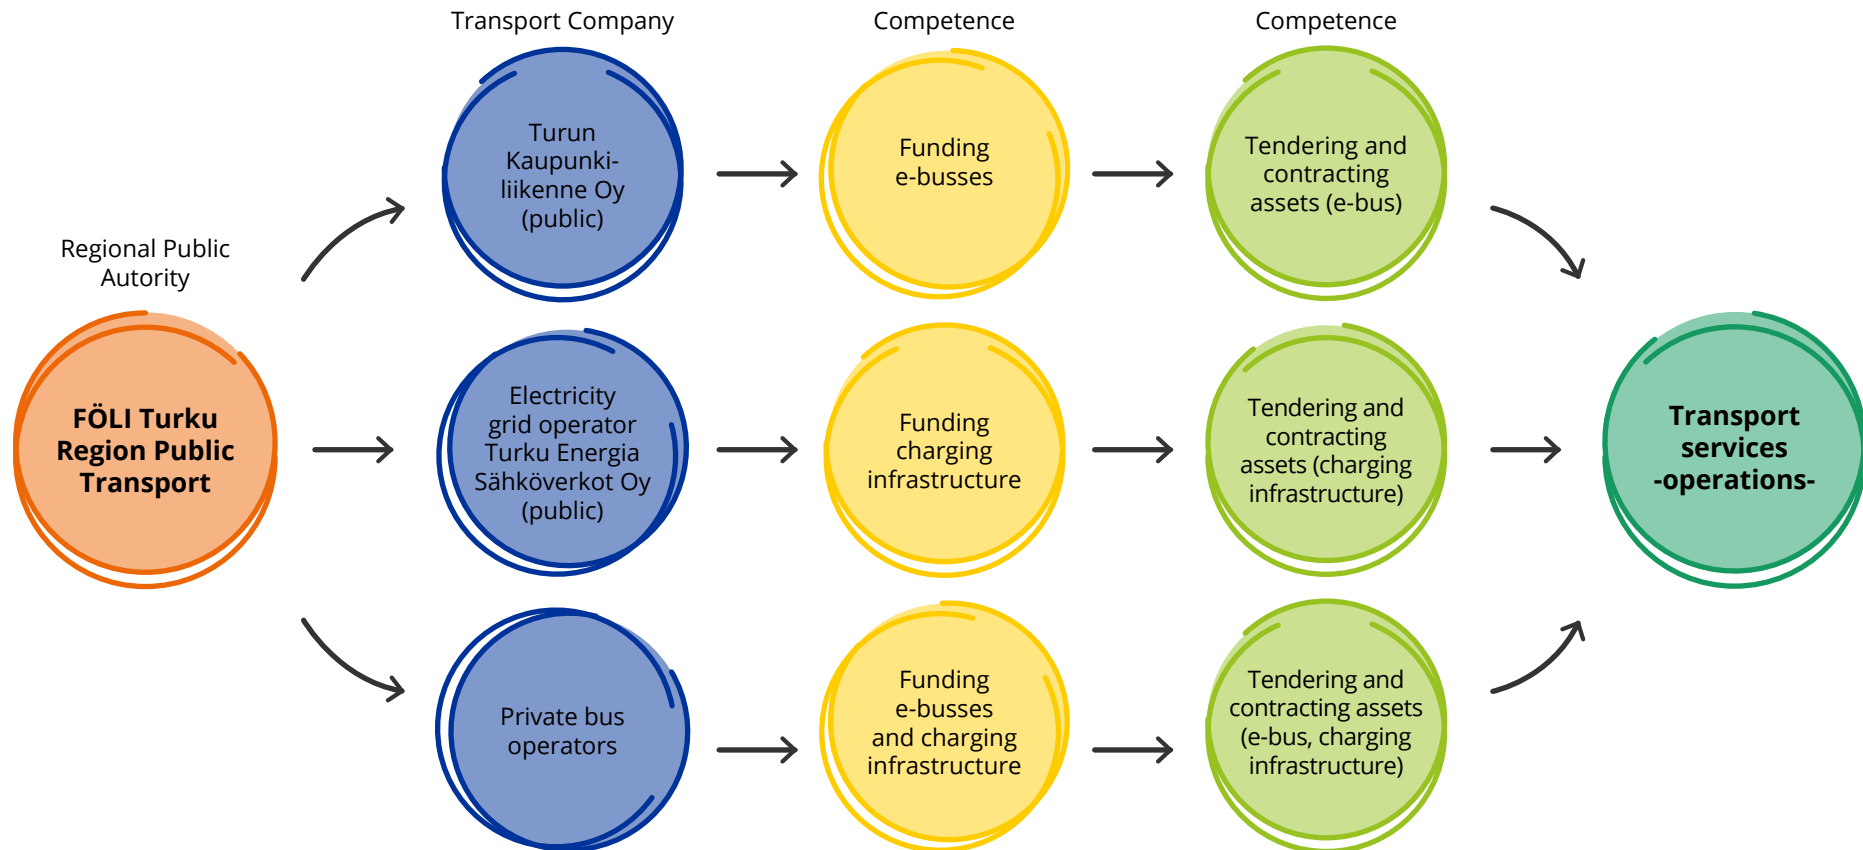 Transport Company
Competence
Competence
Regional Public
Autority
FÖLI Turku
Region Public
Transport
Turun
Kaupunki-
liikenne Oy
(public)
Funding
e-busses
Tendering and
contracting
assets (e-bus)
Electricity
grid operator
Turku Energia
Sähköverkot Oy
(public)
Funding
charging
infrastructure
Tendering and
contracting
assets (charging
infrastructure)
Private bus
operators
Funding
e-busses
and charging
infrastructure
Tendering and
contracting assets
(e-bus, charging
infrastructure)
Transport
services
-operations-